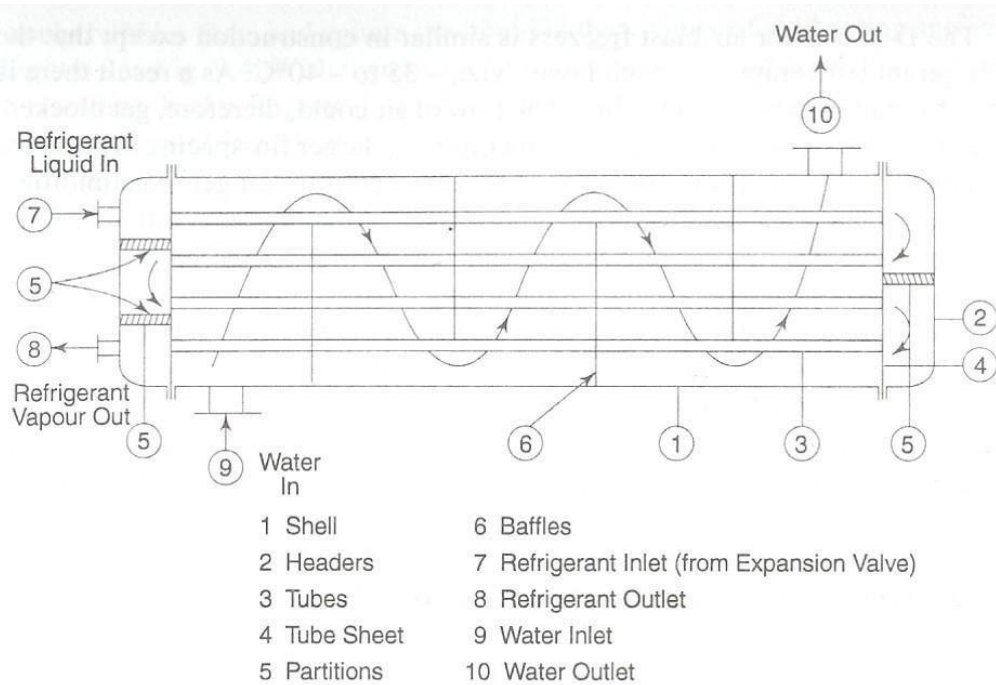 Water Out
10
Refrigerant
Liquid In
7
5
2
8
4
Refrigerant
Vapour Out
5
9
Water
In
6
1
3
5
1 Shell
2 Headers
3 Tubes
4 Tube Sheet
5 Partitions
6 Baffles
7 Refrigerant Inlet (from Expansion Valve)
8 Refrigerant Outlet
9 Water Inlet
10 Water Outlet